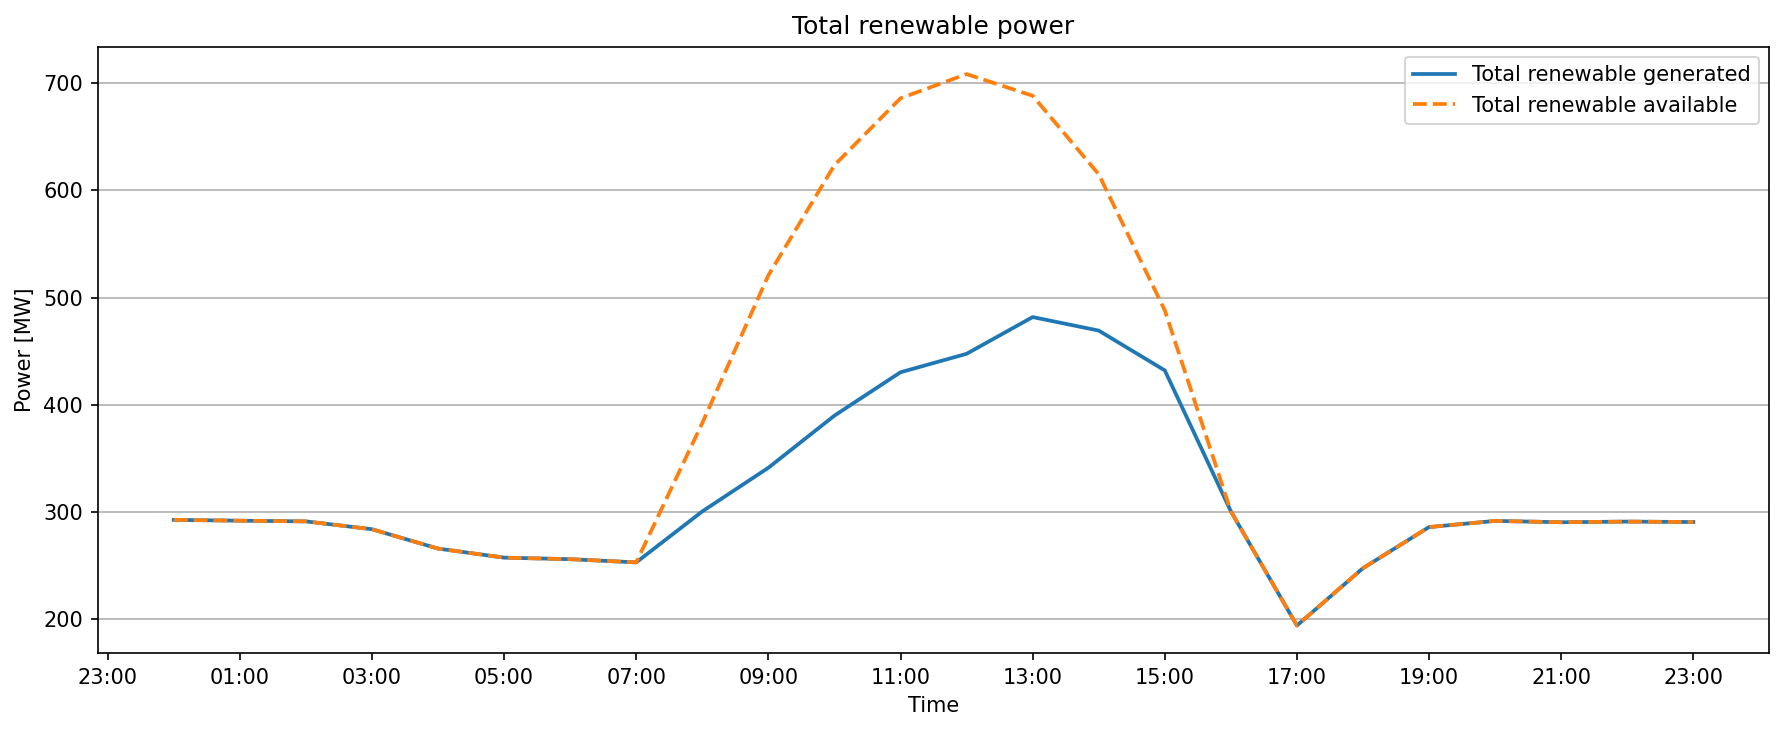 Total renewable power
Total renewable generated
Total renewable available
Power [MW]
700
600
500
400
300
200
23:00 01:00 03:00 05:00 07:00 09:00 11:00 13:00 15:00 17:00 19:00 21:00 23:00
Time